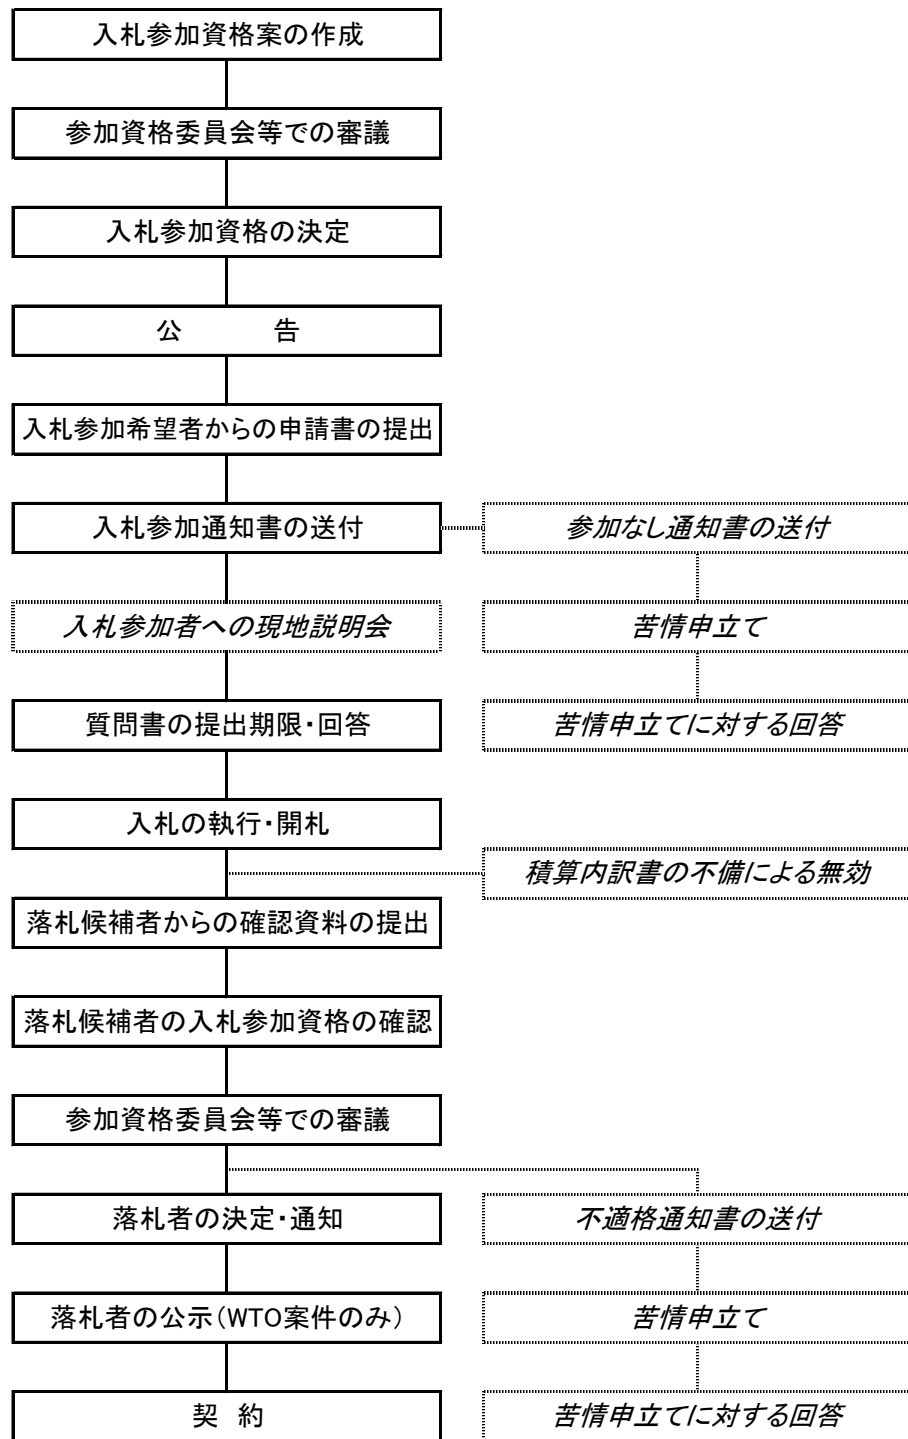 入札参加資格案の作成
参加資格委員会等での審議
入札参加資格の決定
公　　　告
入札参加希望者からの申請書の提出
入札参加通知書の送付
参加なし通知書の送付
入札参加者への現地説明会
苦情申立て
質問書の提出期限・回答
苦情申立てに対する回答
入札の執行・開札
積算内訳書の不備による無効
落札候補者からの確認資料の提出
落札候補者の入札参加資格の確認
参加資格委員会等での審議
落札者の決定・通知
不適格通知書の送付
落札者の公示（WTO案件のみ）
苦情申立て
契　約
苦情申立てに対する回答